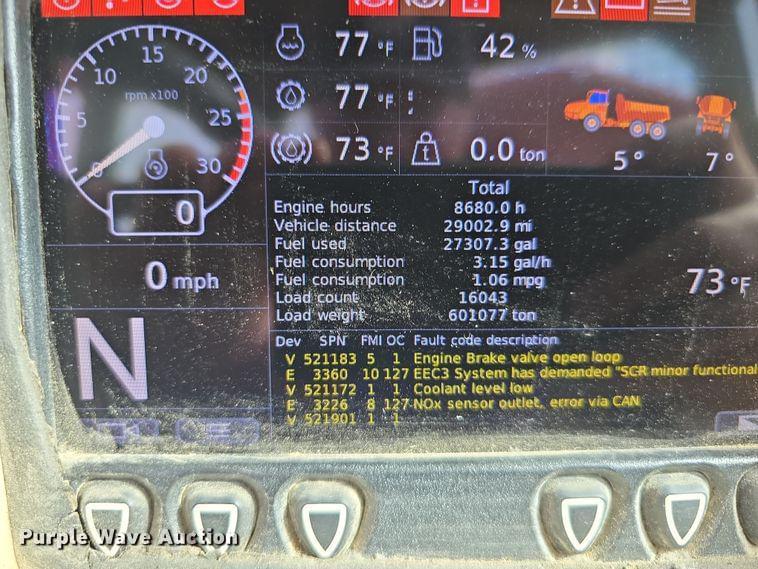 15
10 20
rpm x100
5 25
0 30
0
0 mph
N
77 °F 42 %
77 °F
73 °F t 0.0 ton
5° 7°
Total
Engine hours 8680.0 h
Vehicle distance 29002.9 mi
Fuel used 27307.3 gal
Fuel consumption 3.15 gal/h
Fuel consumption 1.06 mpg
Load count 16043
Load weight 601077 ton
73 °F
Dev SPN FMI OC Fault code description
V 521183 5 1 Engine Brake valve open loop
E 3360 10 127 EEC3 System has demanded "SCR minor functional
V 521172 1 1 Coolant level low
E 3226 8 127 NOx sensor outlet, error via CAN
V 521901 1 1
Purple Wave Auction